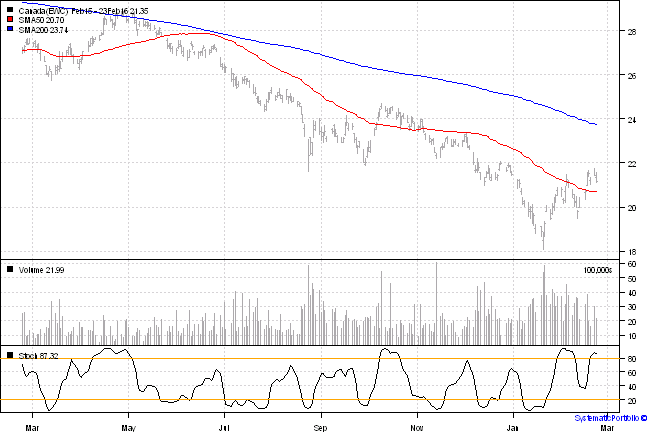 Canada (EWC) Feb15 - 23Feb16 21.35
SMA50 20.70
SMA200 23.74
28
26
24
22
20
18
Volume 21.99
100,000s
60
50
40
30
20
10
Stoch 87.32
80
60
40
20
Mar
May
Jul
Sep
Nov
Jan
Mar
SystematicPortfolio ©